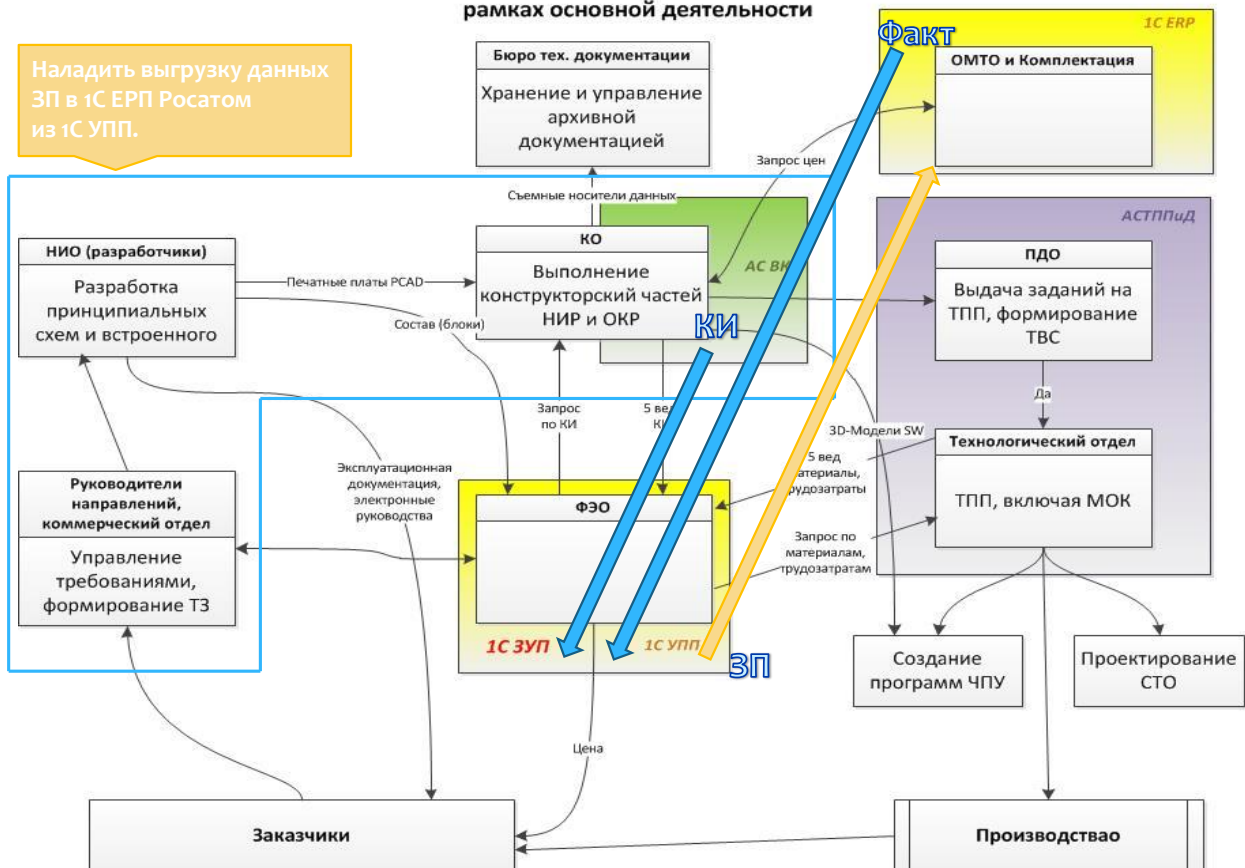 рамках основной деятельности
Наладить выгрузку данных
ЗП в 1С ЕРП Росатом
из 1С УПП.
Бюро тех. документации
Хранение и управление
архивной
документацией
Факт
1С ERP
ОМТО и Комплектация
Запрос цен
Съемные носители данных
АСТППиД
НИО (разработчики)
Разработка
принципиальных
схем и встроенного
Печатные платы PCAD
Состав (блоки)
КО
Выполнение
конструкторский частей
НИР и ОКР
АС ВК
КИ
ПДО
Выдача заданий на
ТПП, формирование
ТВС
Да
Запрос
по КИ
5 вед
3D-Модели SW
Технологический отдел
ТПП, включая МОК
5 вед
материалы,
трудозатраты
Запрос по
материалам,
трудозатратам
Эксплуатационная
документация,
электронные
руководства
Руководители
направлений,
коммерческий отдел
Управление
требованиями,
формирование ТЗ
ФЭО
1С ЗУП
1С УПП
ЗП
Создание
программ ЧПУ
Проектирование
СТО
Цена
Заказчики
Производствао